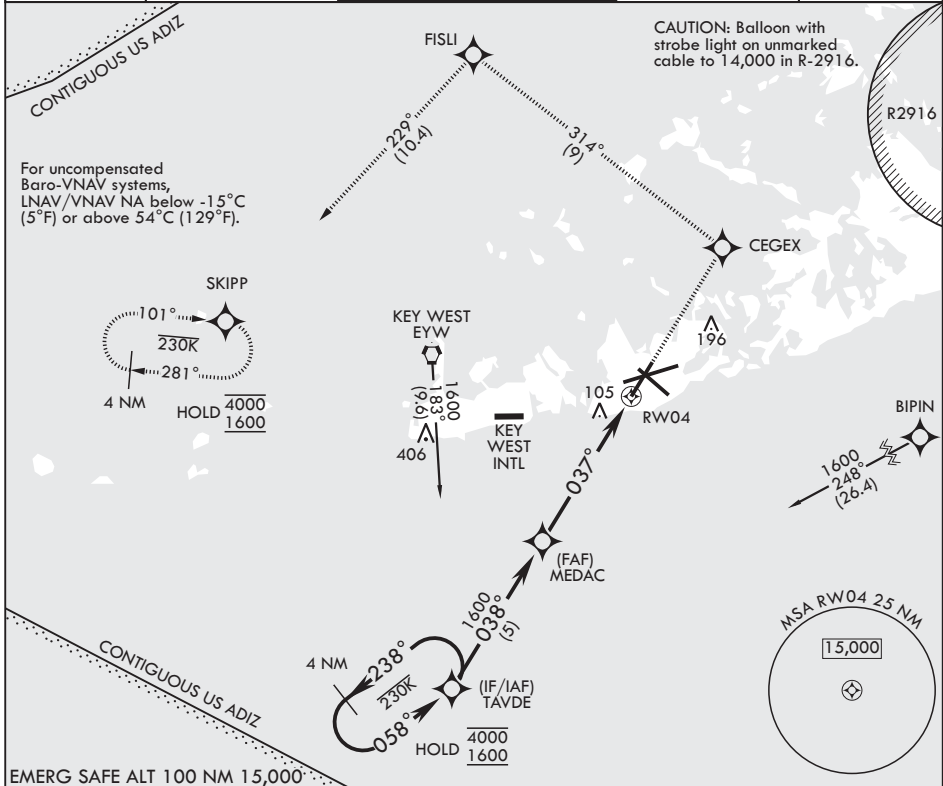 CONTIGUOUS US ADIZ
FISLI
CAUTION: Balloon with
strobe light on unmarked
cable to 14,000 in R-2916.
R2916
229°
(10.4)
314°
(9)
For uncompensated
Baro-VNAV systems,
LNAV/VNAV NA below -15°C
(5°F) or above 54°C (129°F).
CEGEX
SKIPP
101°
230K
281°
4 NM
HOLD 4000
1600
KEY WEST
EYW
1600
183°
(9.6)
406
KEY
WEST
INTL
196
105
RW04
037°
BIPIN
1600
248°
(26.4)
(FAF)
MEDAC
1600
038°
(5)
4 NM
238°
230K
058°
(IF/IAF)
TAVDE
HOLD 4000
1600
MSA RW04 25 NM
15,000
CONTIGUOUS US ADIZ
EMERG SAFE ALT 100 NM 15,000